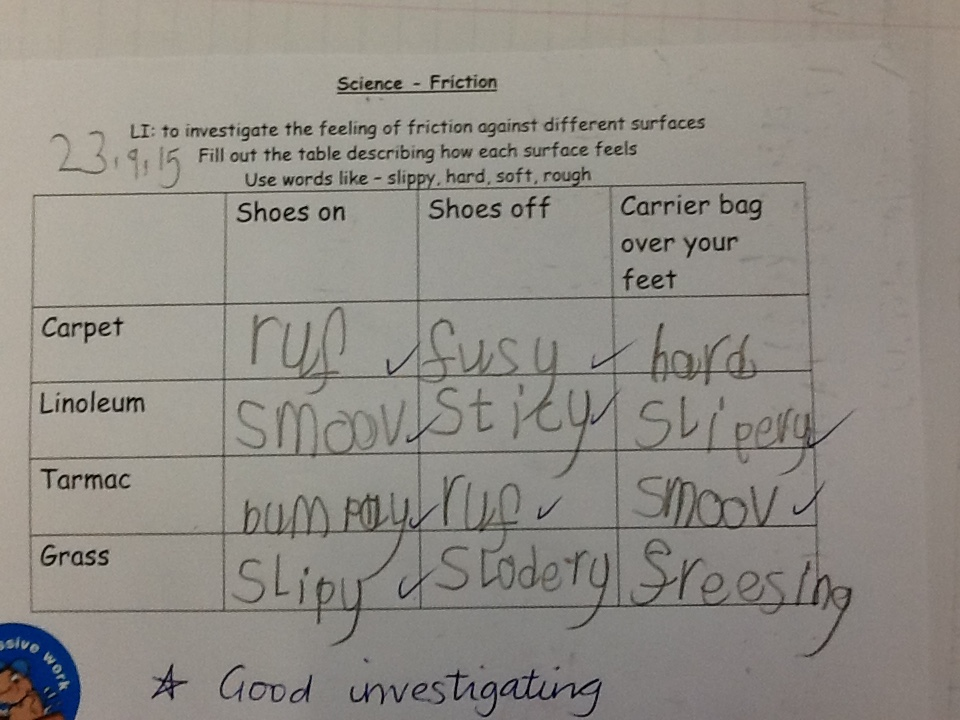 Science - Friction
LI: to investigate the feeling of friction against different surfaces
23.9.15 Fill out the table describing how each surface feels
Use words like – slippy, hard, soft, rough
Shoes on Shoes off Carrier bag
over your
feet
Carpet ruf fusy hard
Linoleum smoov sticy slipery
Tarmac ruf smoov
Grass slipy slodery freesing
ssive work
☆ Good investigating